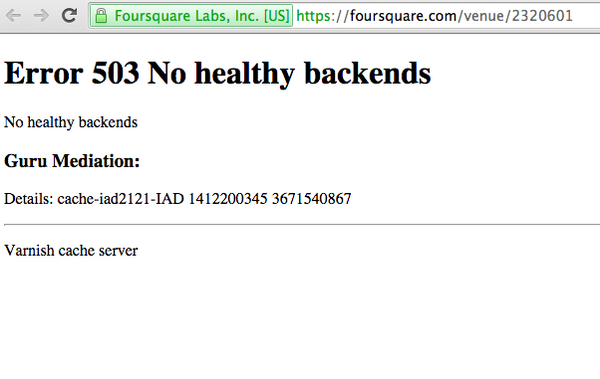 Foursquare Labs, Inc. [US] https://foursquare.com/venue/2320601
Error 503 No healthy backends
No healthy backends
Guru Mediation:
Details: cache-iad2121-IAD 1412200345 3671540867
Varnish cache server